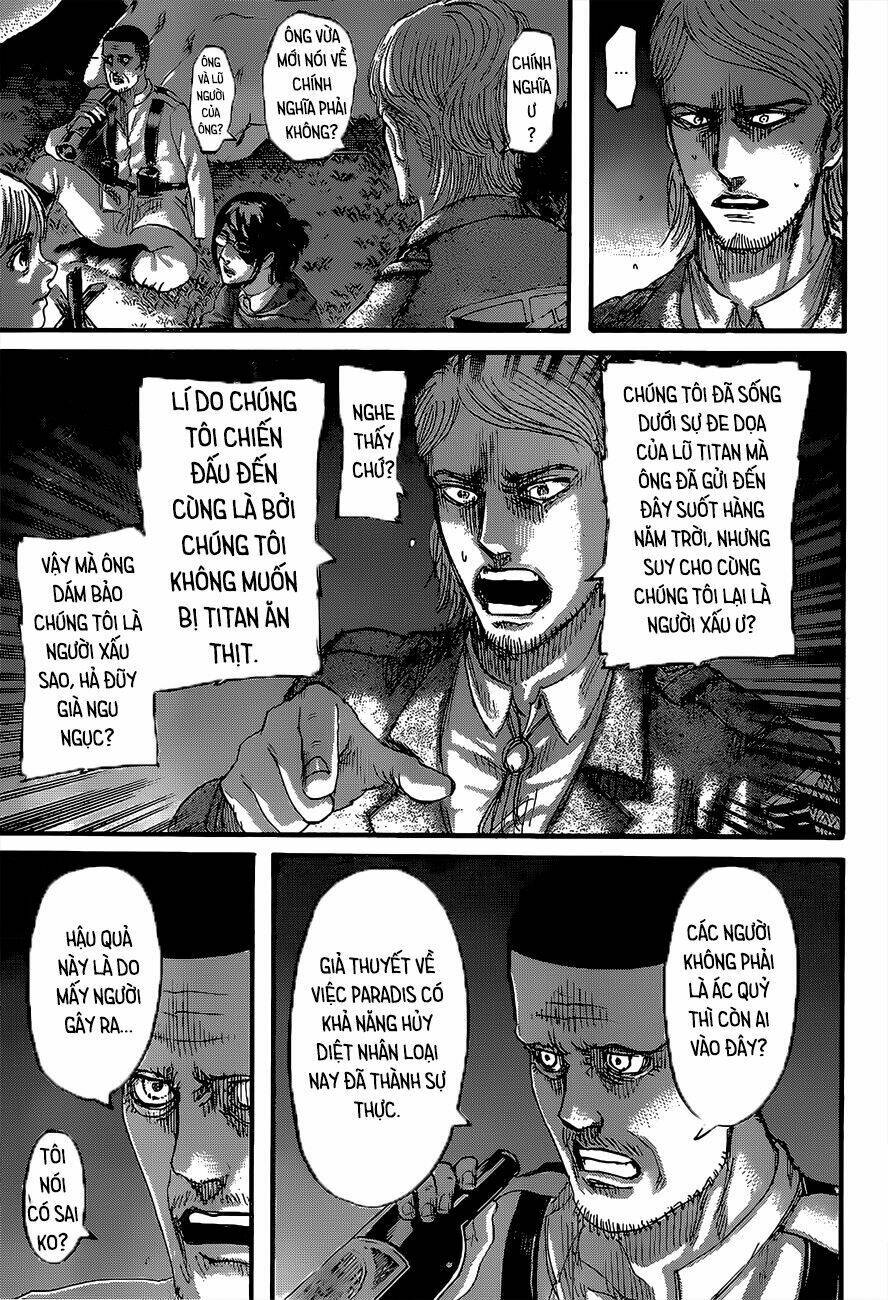 ...
CHÍNH
NGHĨA
Ư
?
ÔNG VỪA
MỚI NÓI VỀ
CHÍNH
NGHĨA PHẢI
KHÔNG?
ÔNG
VÀ LŨ
NGƯỜI
CỦA
ÔNG?
CHÚNG TÔI ĐÃ SỐNG
DƯỚI SỰ ĐE DỌA
CỦA LŨ TITAN MÀ
ÔNG ĐÃ GỬI ĐẾN
ĐÂY SUỐT HÀNG
NĂM TRỜI, NHƯNG
SUY CHO CÙNG
CHÚNG TÔI LẠI LÀ
NGƯỜI XẤU Ư?
NGHE
THẤY
CHỨ?
LÍ DO CHÚNG
TÔI CHIẾN
ĐẤU ĐẾN
CÙNG LÀ BỞI
CHÚNG TÔI
KHÔNG MUỐN
BỊ TITAN ĂN
THỊT.
VẬY MÀ ÔNG
DÁM BẢO
CHÚNG TÔI LÀ
NGƯỜI XẤU
SAO, HẢ ĐŨY
GIÀ NGU
NGỤC?
CÁC NGƯỜI
KHÔNG PHẢI
LÀ ÁC QUỶ
THÌ CÒN AI
VÀO ĐÂY?
GIẢ THUYẾT VỀ
VIỆC PARADIS CÓ
KHẢ NĂNG HỦY
DIỆT NHÂN LOẠI
NAY ĐÃ THÀNH SỰ
THỰC.
HẬU QUẢ
NÀY LÀ DO
MẤY NGƯỜI
GÂY RA...
TÔI
NÓI
CÓ SAI
KO?